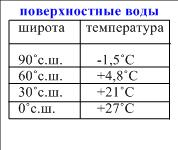 поверхностные воды
широта температура
90˚с.ш. -1,5˚С
60˚с.ш. +4,8˚С
30˚с.ш. +21˚С
0˚с.ш. +27˚С